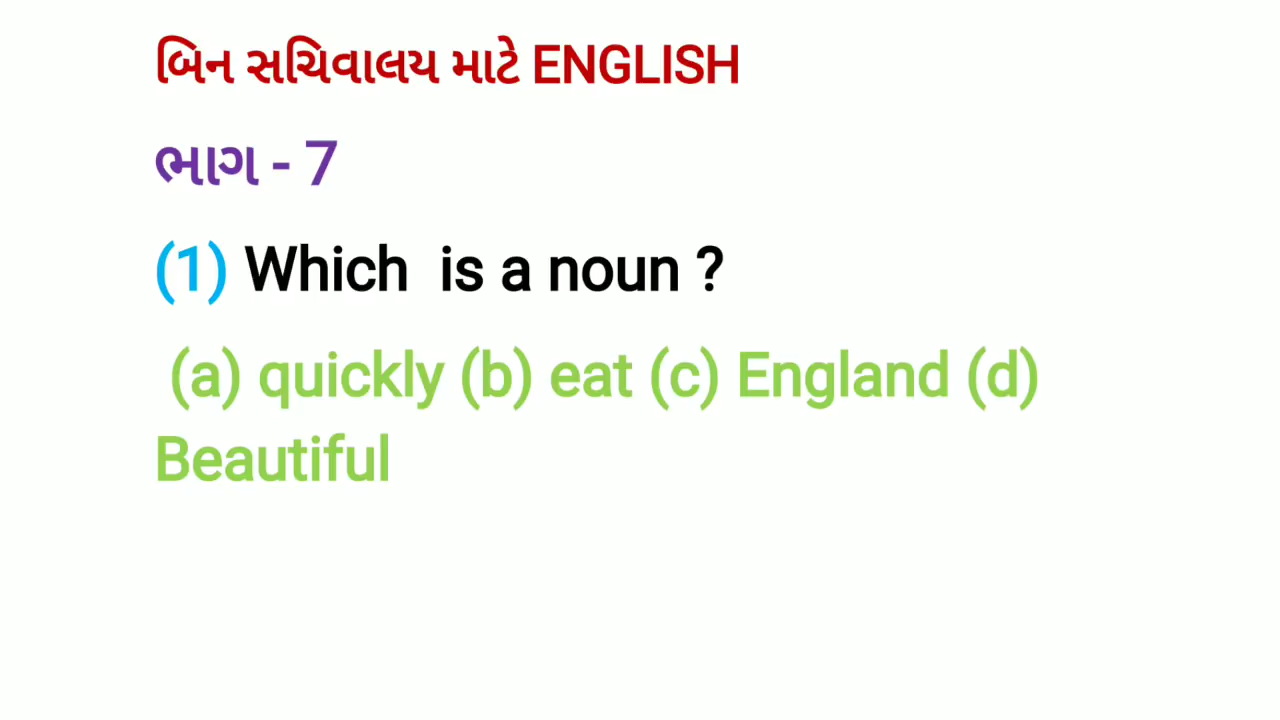 બિન સચિવાલય માટે ENGLISH
ભાગ - 7
(1) Which is a noun ?
(a) quickly (b) eat (c) England (d)
Beautiful